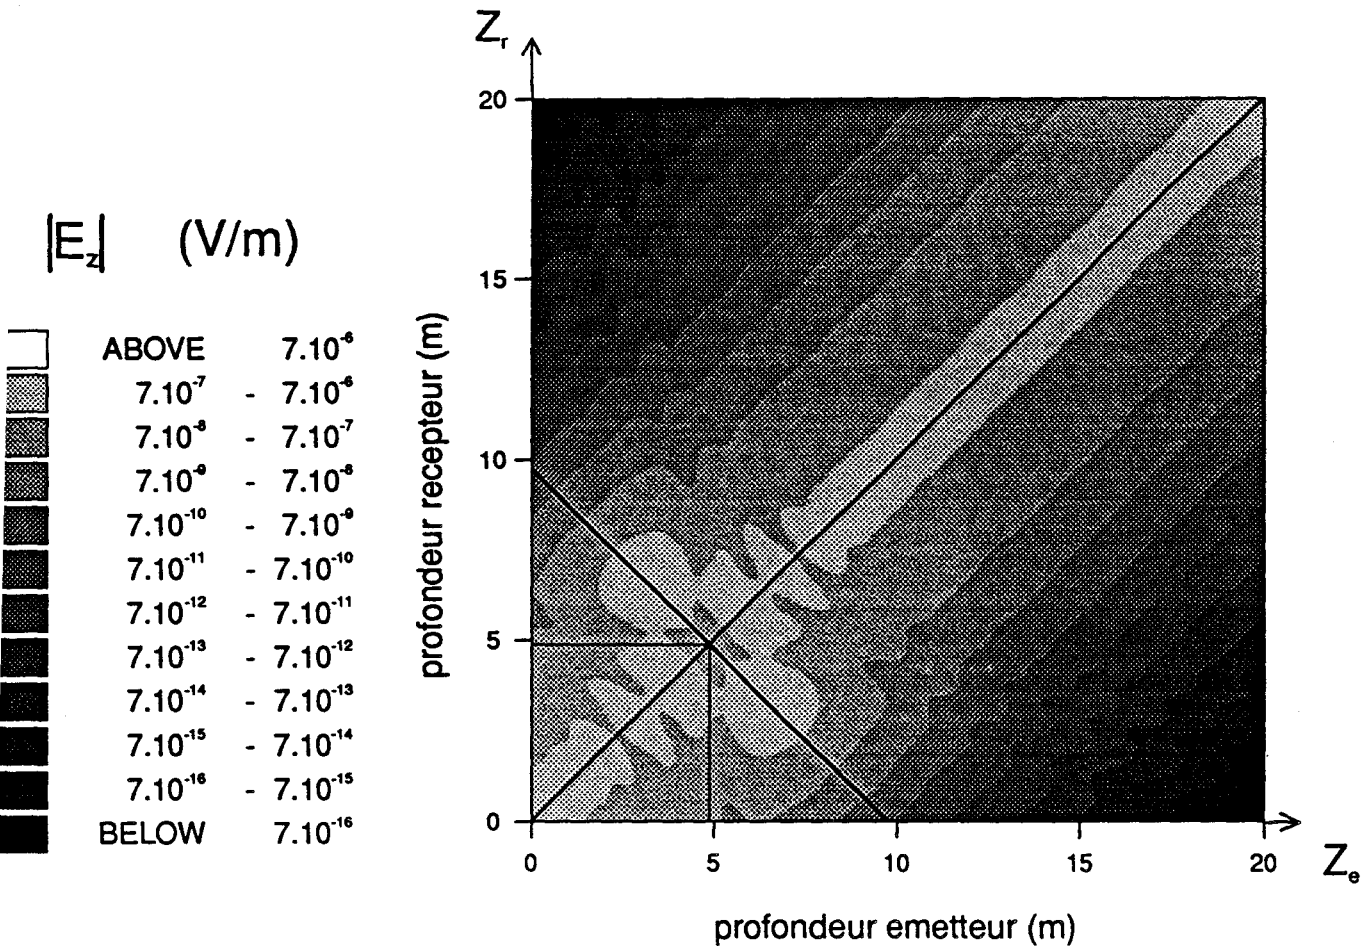 |E_z| (V/m)
ABOVE 7.10⁻⁶
7.10⁻⁷ - 7.10⁻⁶
7.10⁻⁸ - 7.10⁻⁷
7.10⁻⁹ - 7.10⁻⁸
7.10⁻¹⁰ - 7.10⁻⁹
7.10⁻¹¹ - 7.10⁻¹⁰
7.10⁻¹² - 7.10⁻¹¹
7.10⁻¹³ - 7.10⁻¹²
7.10⁻¹⁴ - 7.10⁻¹³
7.10⁻¹⁵ - 7.10⁻¹⁴
7.10⁻¹⁶ - 7.10⁻¹⁵
BELOW 7.10⁻¹⁶
Z_r
20
15
10
5
0
profondeur recepteur (m)
0 5 10 15 20
Z_e
profondeur emetteur (m)